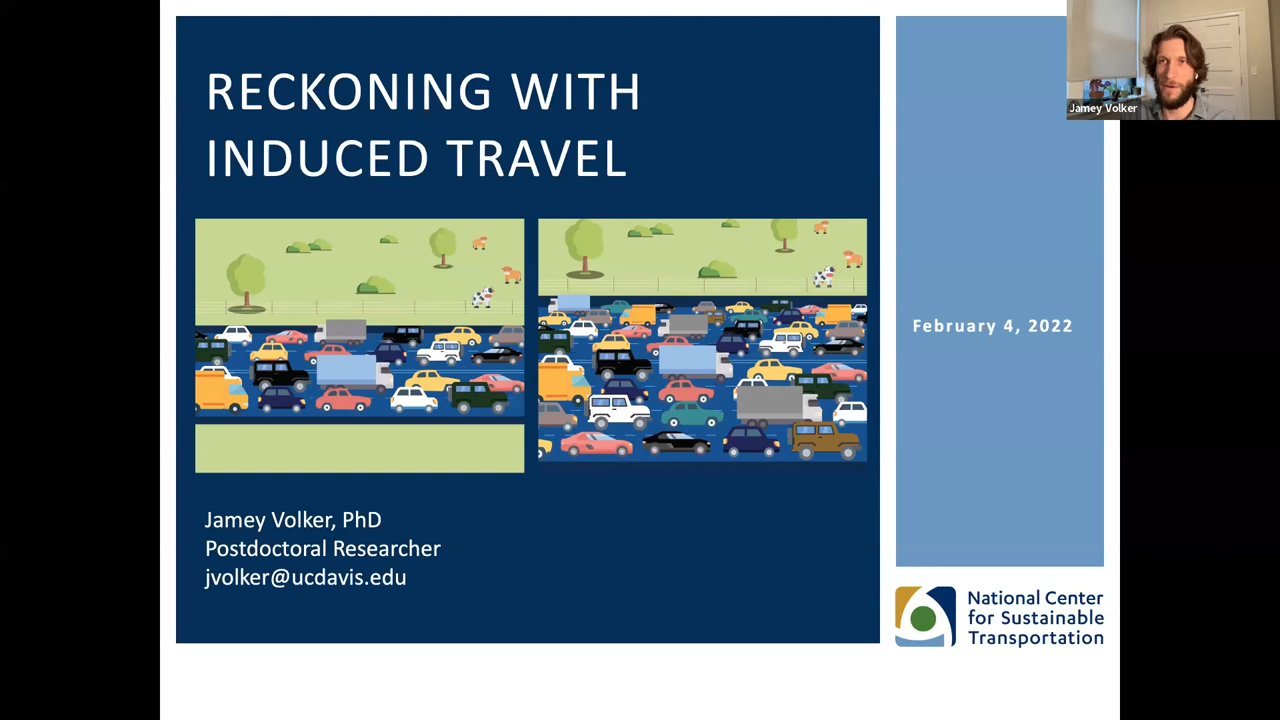 RECKONING WITH
INDUCED TRAVEL
Jamey Volker, PhD
Postdoctoral Researcher
jvolker@ucdavis.edu
February 4, 2022
National Center
for Sustainable
Transportation
Jamey Volker